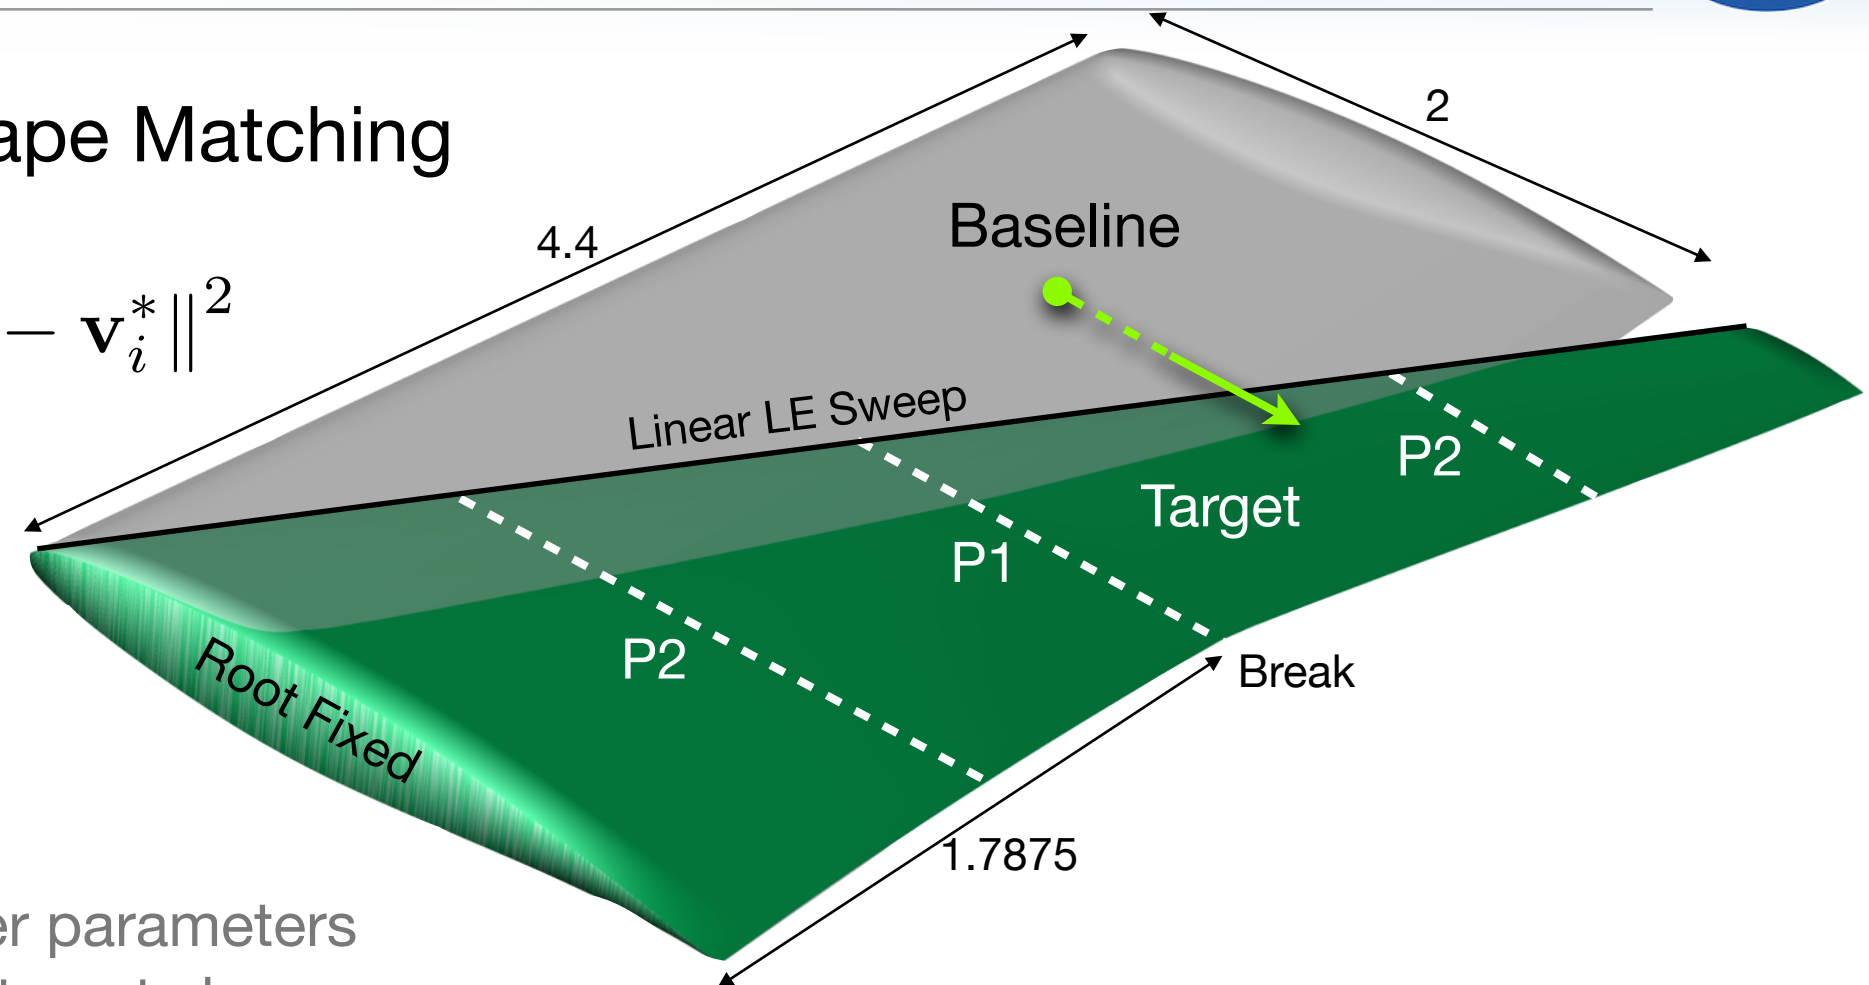 2
ape Matching
4.4
Baseline
− v_i^*‖²
Linear LE Sweep
P2
Target
P1
P2
Root Fixed
Break
1.7875
er parameters